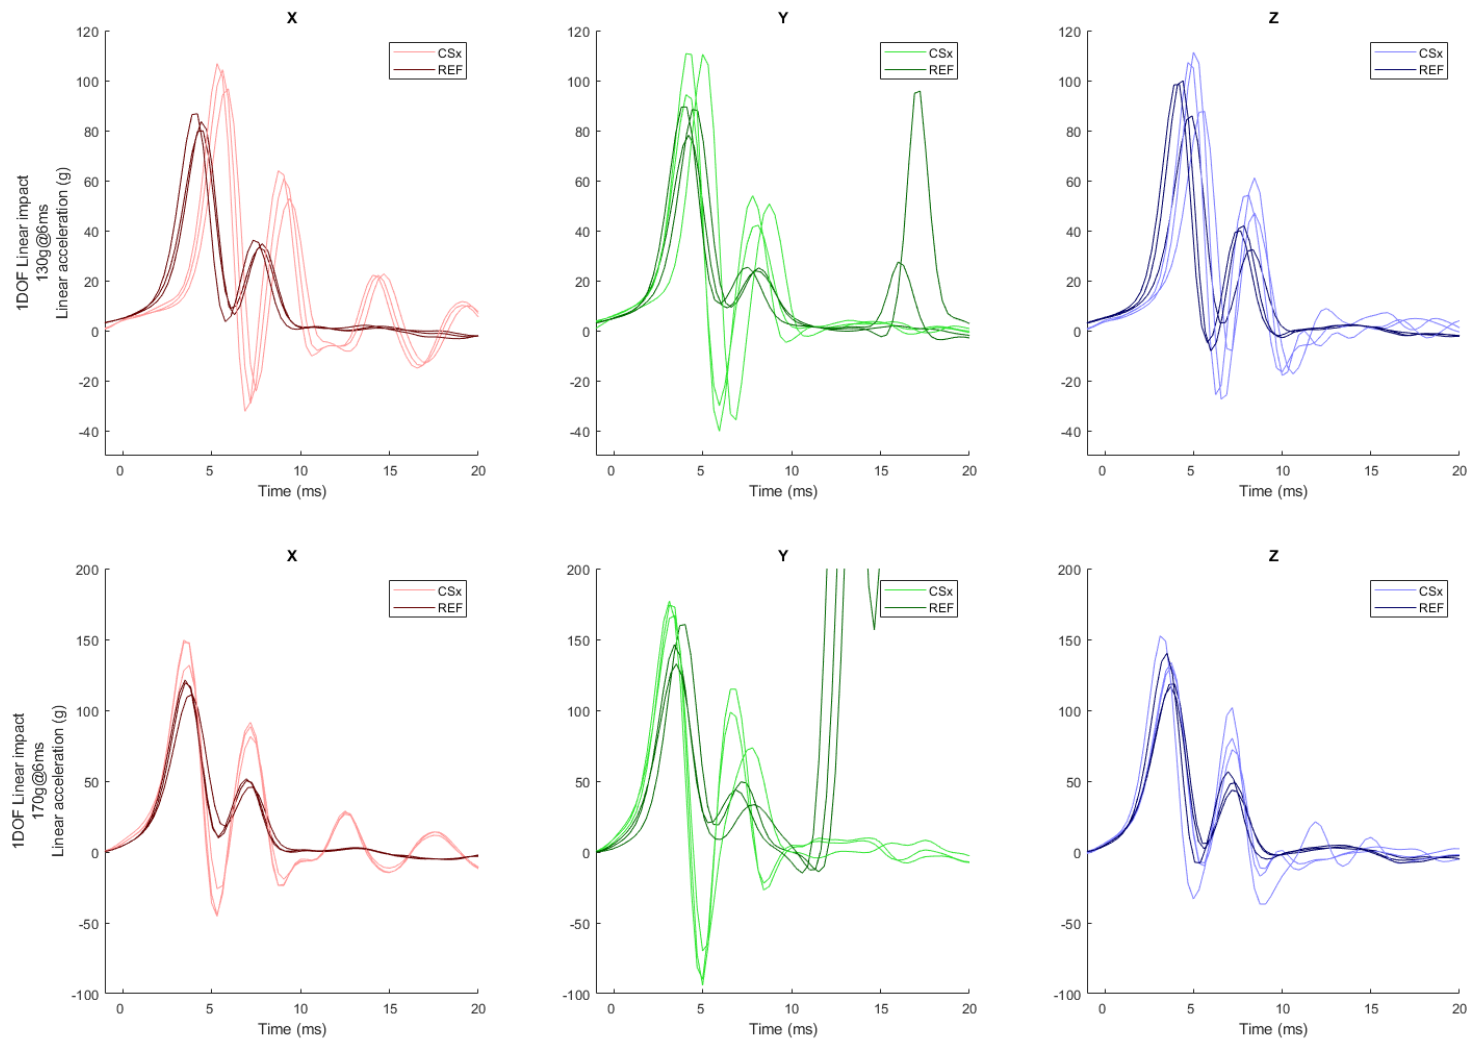 X
1DOF Linear impact
130g@6ms
Linear acceleration (g)
120
100
80
60
40
20
0
-20
-40
0 5 10 15 20
Time (ms)
CSx
REF
Y
120
100
80
60
40
20
0
-20
-40
0 5 10 15 20
Time (ms)
CSx
REF
Z
120
100
80
60
40
20
0
-20
-40
0 5 10 15 20
Time (ms)
CSx
REF
X
1DOF Linear impact
170g@6ms
Linear acceleration (g)
200
150
100
50
0
-50
-100
0 5 10 15 20
Time (ms)
CSx
REF
Y
200
150
100
50
0
-50
-100
0 5 10 15 20
Time (ms)
CSx
REF
Z
200
150
100
50
0
-50
-100
0 5 10 15 20
Time (ms)
CSx
REF